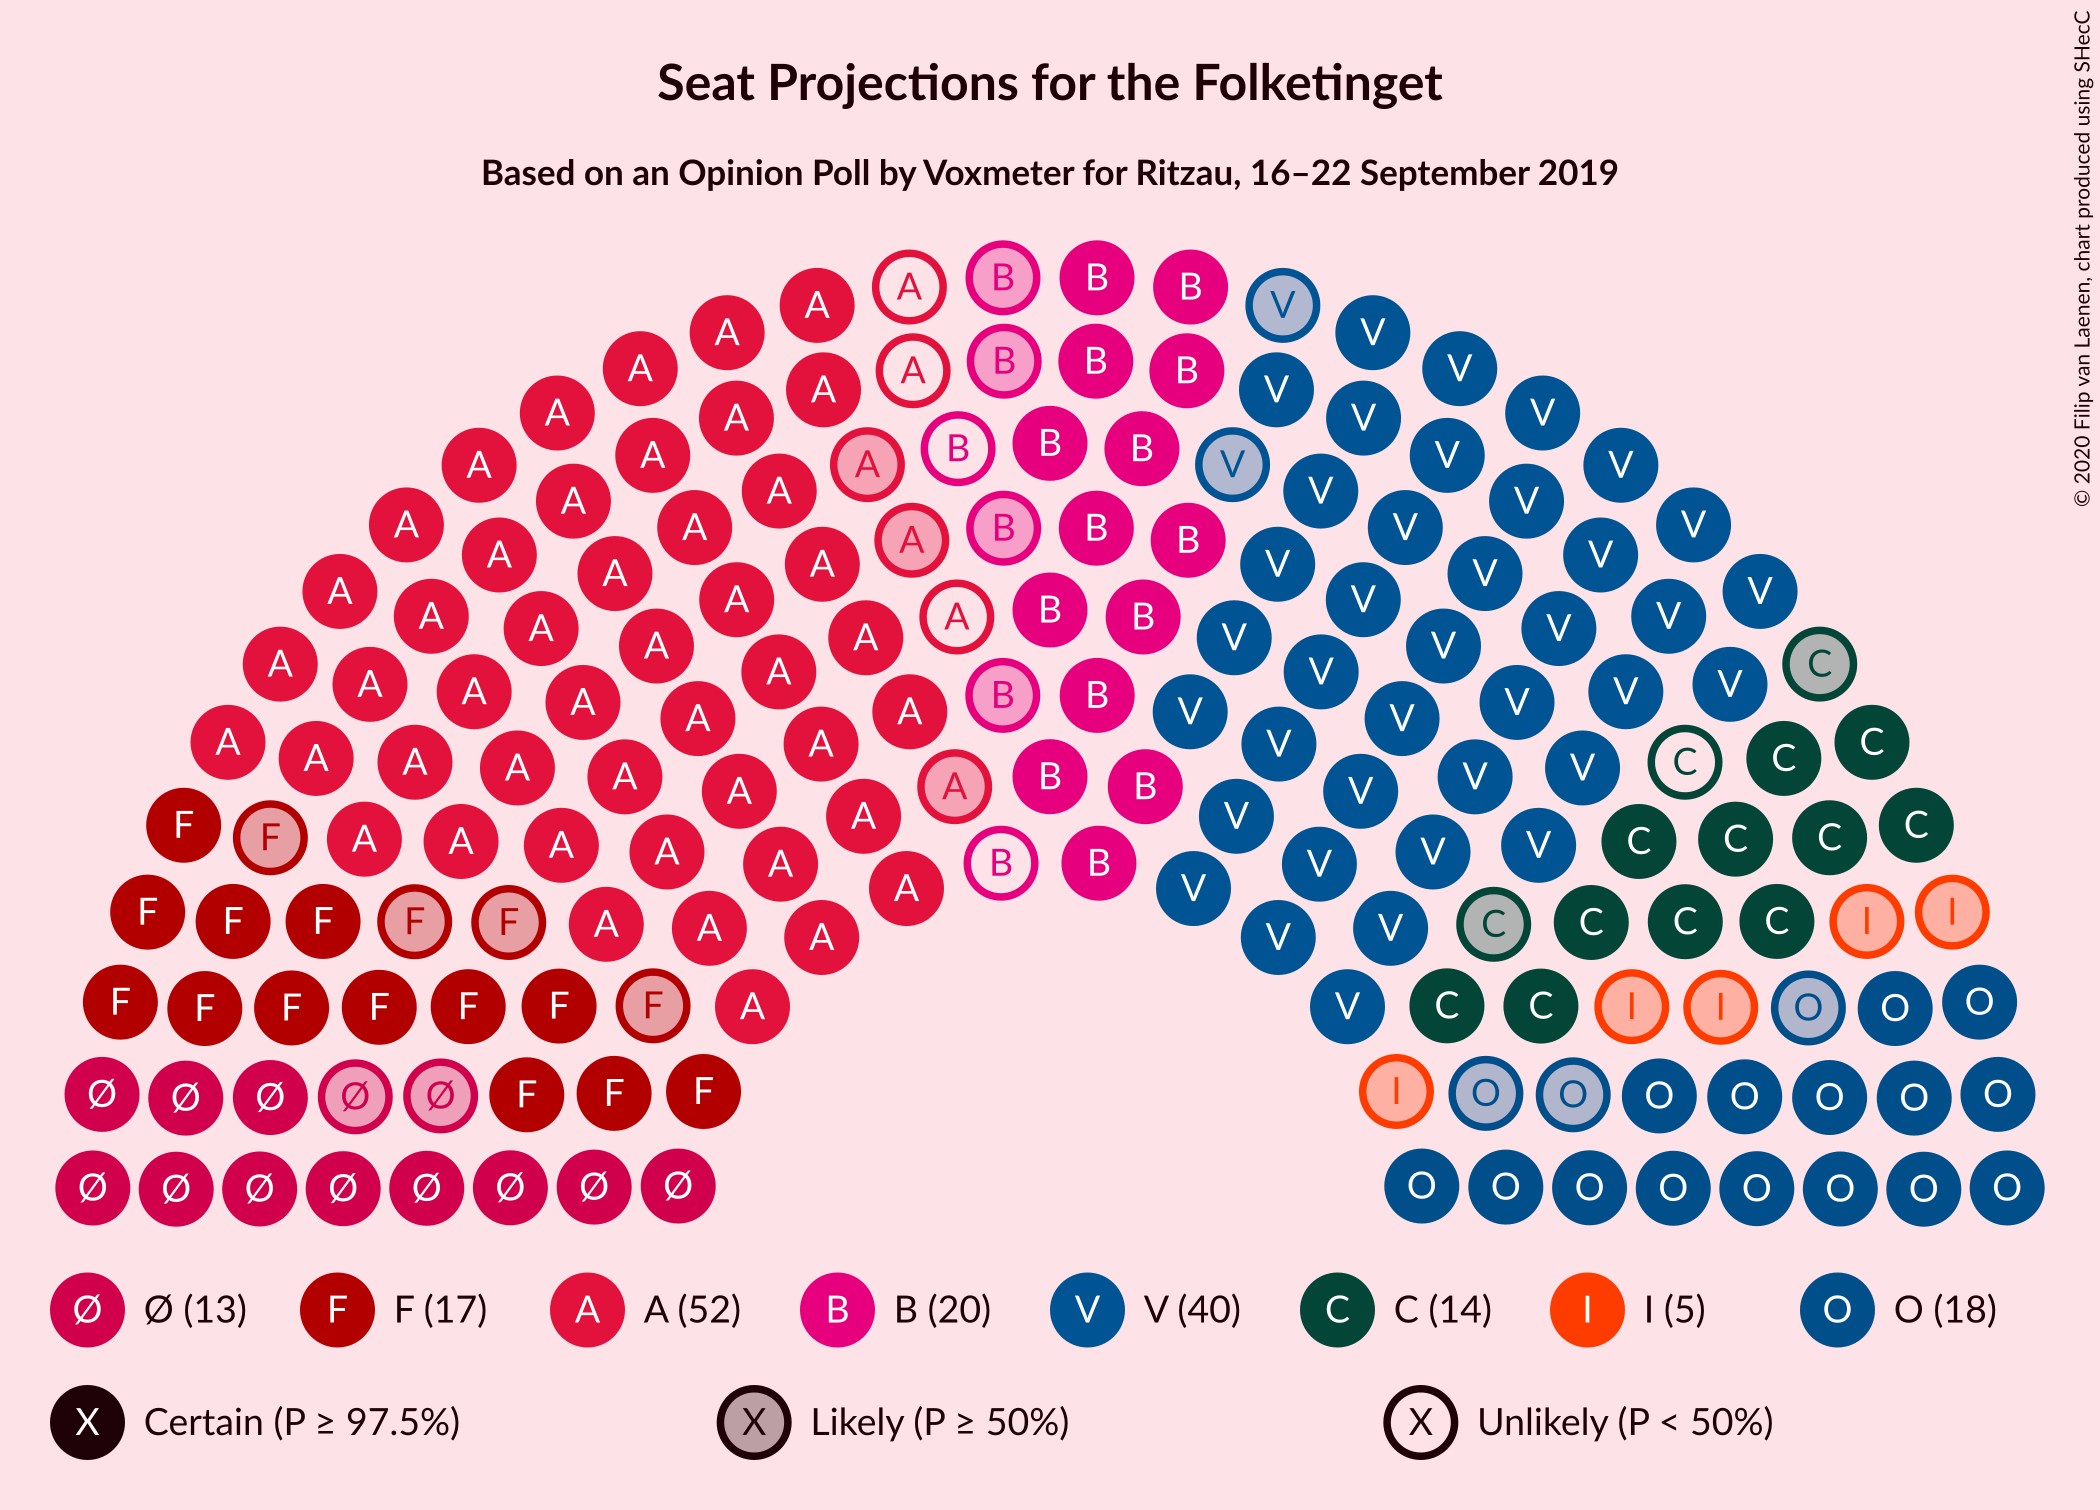 Seat Projections for the Folketinget
Based on an Opinion Poll by Voxmeter for Ritzau, 16–22 September 2019
© 2020 Filip van Laenen, chart produced using SHecC
A A B B B V V
A A A B B B V V V
A A A B B B V V V
A A A A B B B V V V V
A A A A A B B V V V V V
A A A A A B B V V V V V C
A A A A A A B B V V V V V C C C
F F A A A A A A B B V V V V C C C C
F F F F F A A A V V C C C C I I
F F F F F F F A V C C I I O O O
Ø Ø Ø Ø Ø F F F I O O O O O O O
Ø Ø Ø Ø Ø Ø Ø Ø O O O O O O O O
Ø Ø (13) F F (17) A A (52) B B (20) V V (40) C C (14) I I (5) O O (18)
X Certain (P ≥ 97.5%) X Likely (P ≥ 50%) X Unlikely (P < 50%)